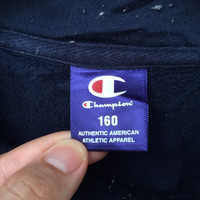 Champion
160
AUTHENTIC AMERICAN
ATHLETIC APPAREL